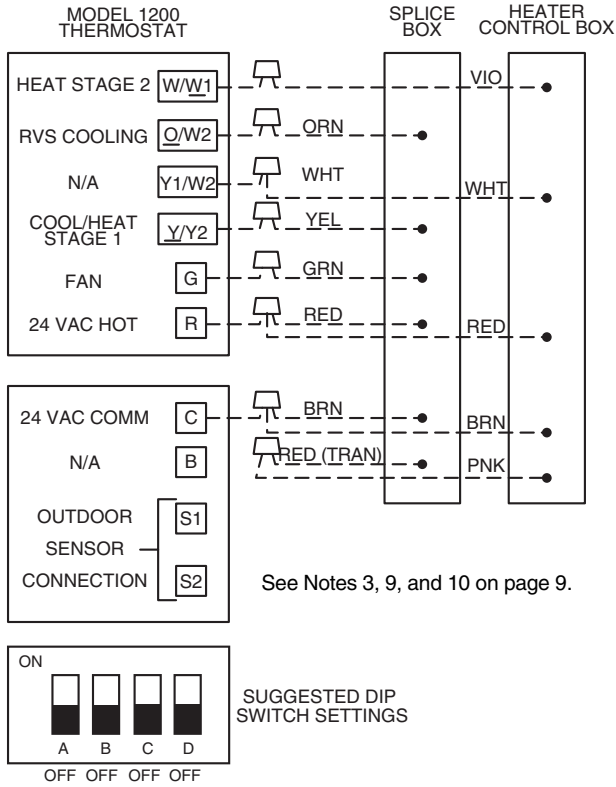 MODEL 1200
THERMOSTAT
SPLICE
BOX
HEATER
CONTROL BOX
HEAT STAGE 2 W/W1 VIO
RVS COOLING O/W2 ORN
N/A Y1/W2 WHT WHT
COOL/HEAT
STAGE 1 Y/Y2 YEL
FAN G GRN
24 VAC HOT R RED RED
24 VAC COMM C BRN BRN
N/A B RED (TRAN) PNK
OUTDOOR S1
SENSOR
CONNECTION S2
See Notes 3, 9, and 10 on page 9.
ON
SUGGESTED DIP
SWITCH SETTINGS
A B C D
OFF OFF OFF OFF